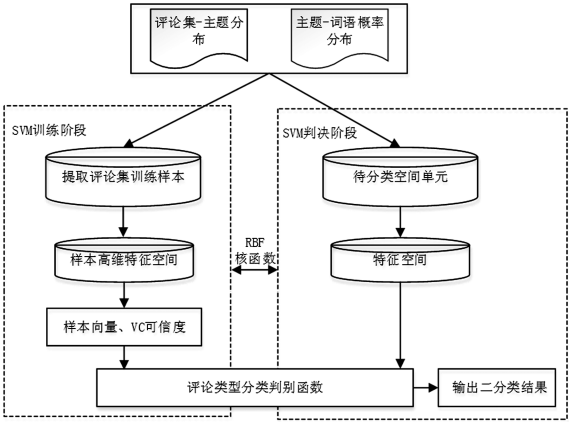 评论集-主题分
布
主题-词语概率
分布
SVM训练阶段
提取评论集训练样本
样本高维特征空间
样本向量、VC可信度
RBF
核函数
SVM判决阶段
待分类空间单元
特征空间
评论类型分类判别函数
输出二分类结果